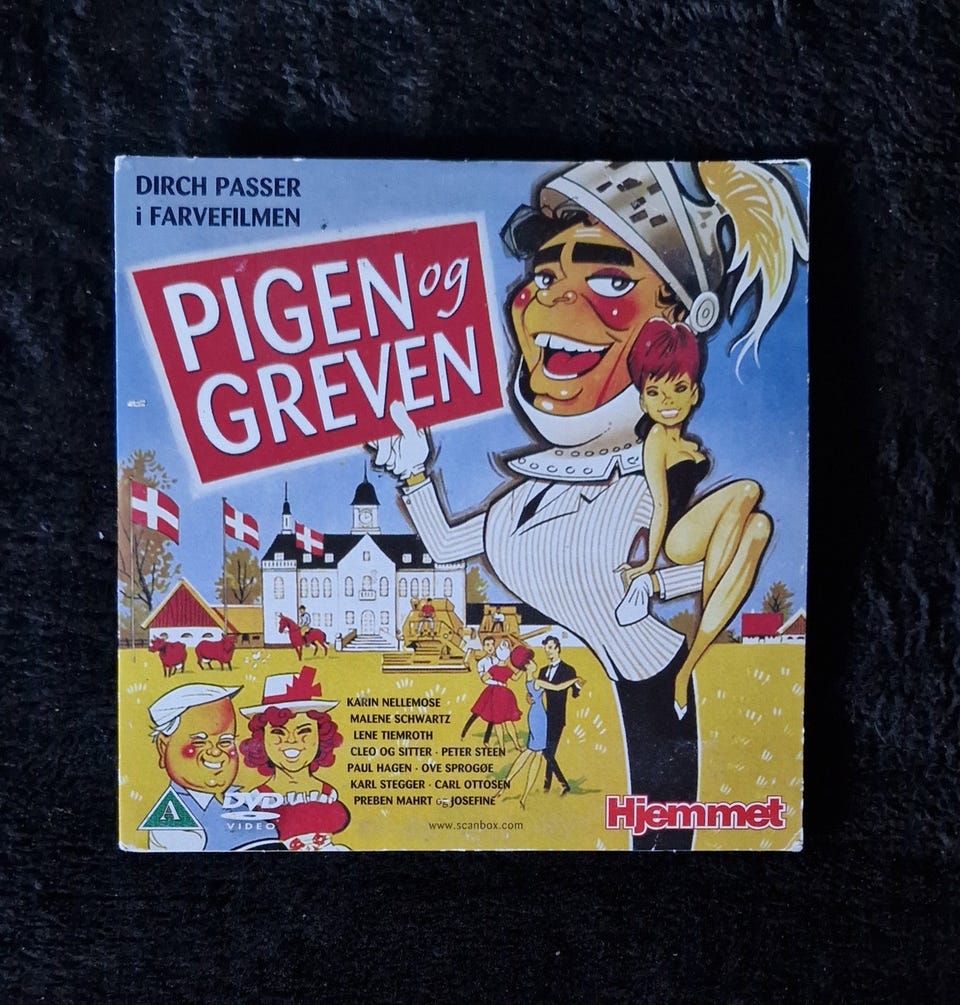 DIRCH PASSER
i FARVEFILMEN
PIGEN og
GREVEN
KARIN NELLEMOSE
MALENE SCHWARTZ
LENE TIEMROTH
CLEO OG SITTER · PETER STEEN
PAUL HAGEN · OVE SPROGØE
KARL STEGGER · CARL OTTOSEN
PREBEN MAHRT og JOSEFINE
A
DVD
VIDEO
www.scanbox.com
Hjemmet